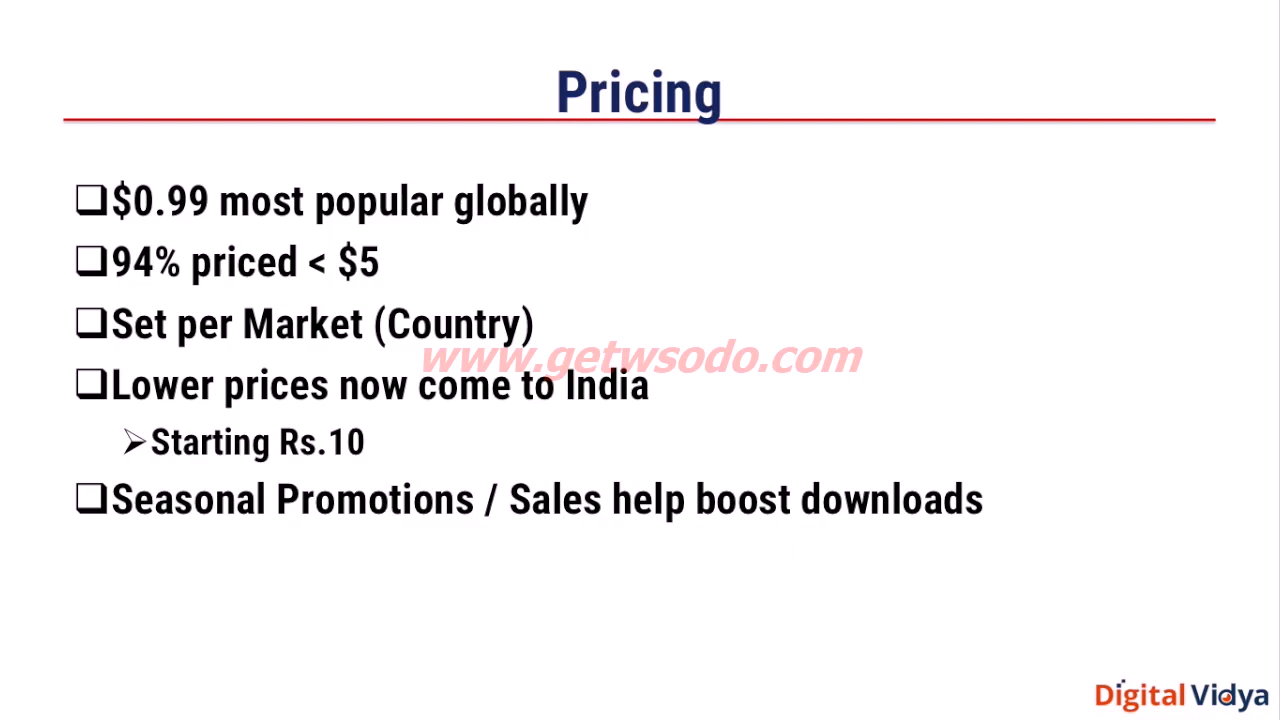 Pricing
$0.99 most popular globally
94% priced < $5
Set per Market (Country)
www.getwsodo.com
Lower prices now come to India
Starting Rs.10
Seasonal Promotions / Sales help boost downloads
Digital Vidya